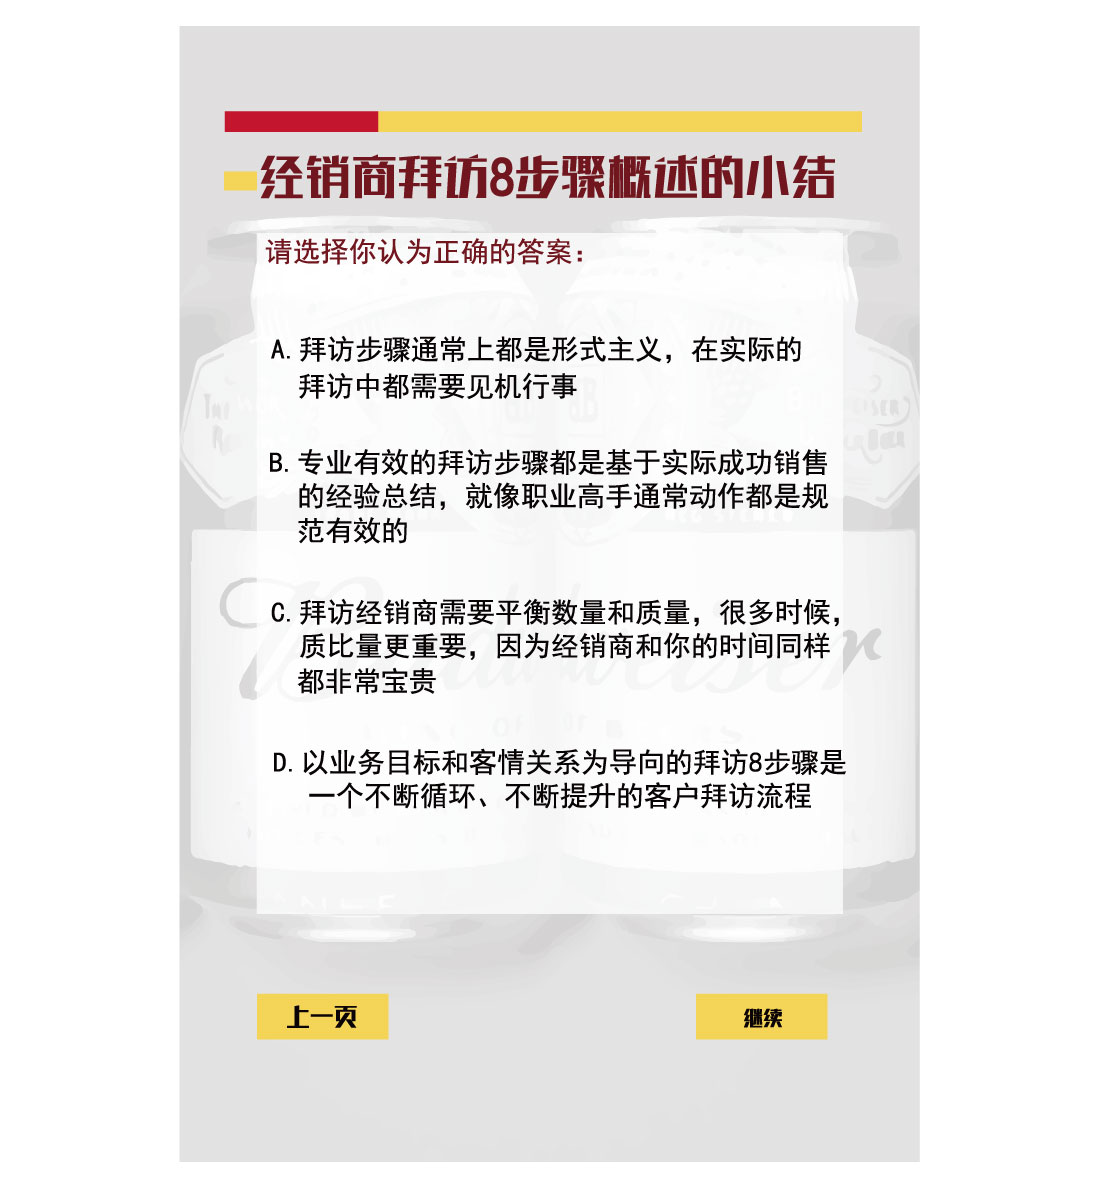 经销商拜访8步骤概述的小结
请选择你认为正确的答案：
A. 拜访步骤通常上都是形式主义，在实际的
拜访中都需要见机行事
B. 专业有效的拜访步骤都是基于实际成功销售
的经验总结，就像职业高手通常动作都是规
范有效的
C. 拜访经销商需要平衡数量和质量，很多时候，
质比量更重要，因为经销商和你的时间同样
都非常宝贵
D. 以业务目标和客情关系为导向的拜访8步骤是
一个不断循环、不断提升的客户拜访流程
上一页
继续